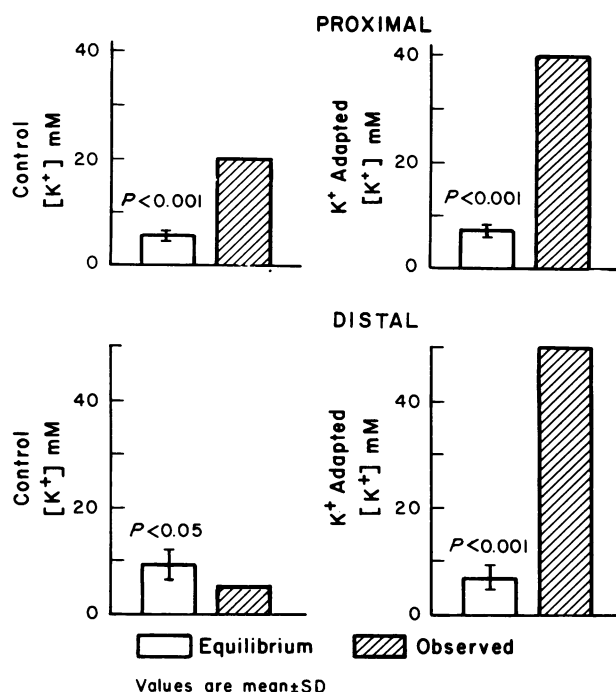 PROXIMAL
Control
[K+] mM
40
20
0
P<0.001
K+ Adapted
[K+] mM
40
20
0
P<0.001
DISTAL
Control
[K+] mM
40
20
0
P<0.05
K+ Adapted
[K+] mM
40
20
0
P<0.001
Equilibrium
Observed
Values are mean±SD